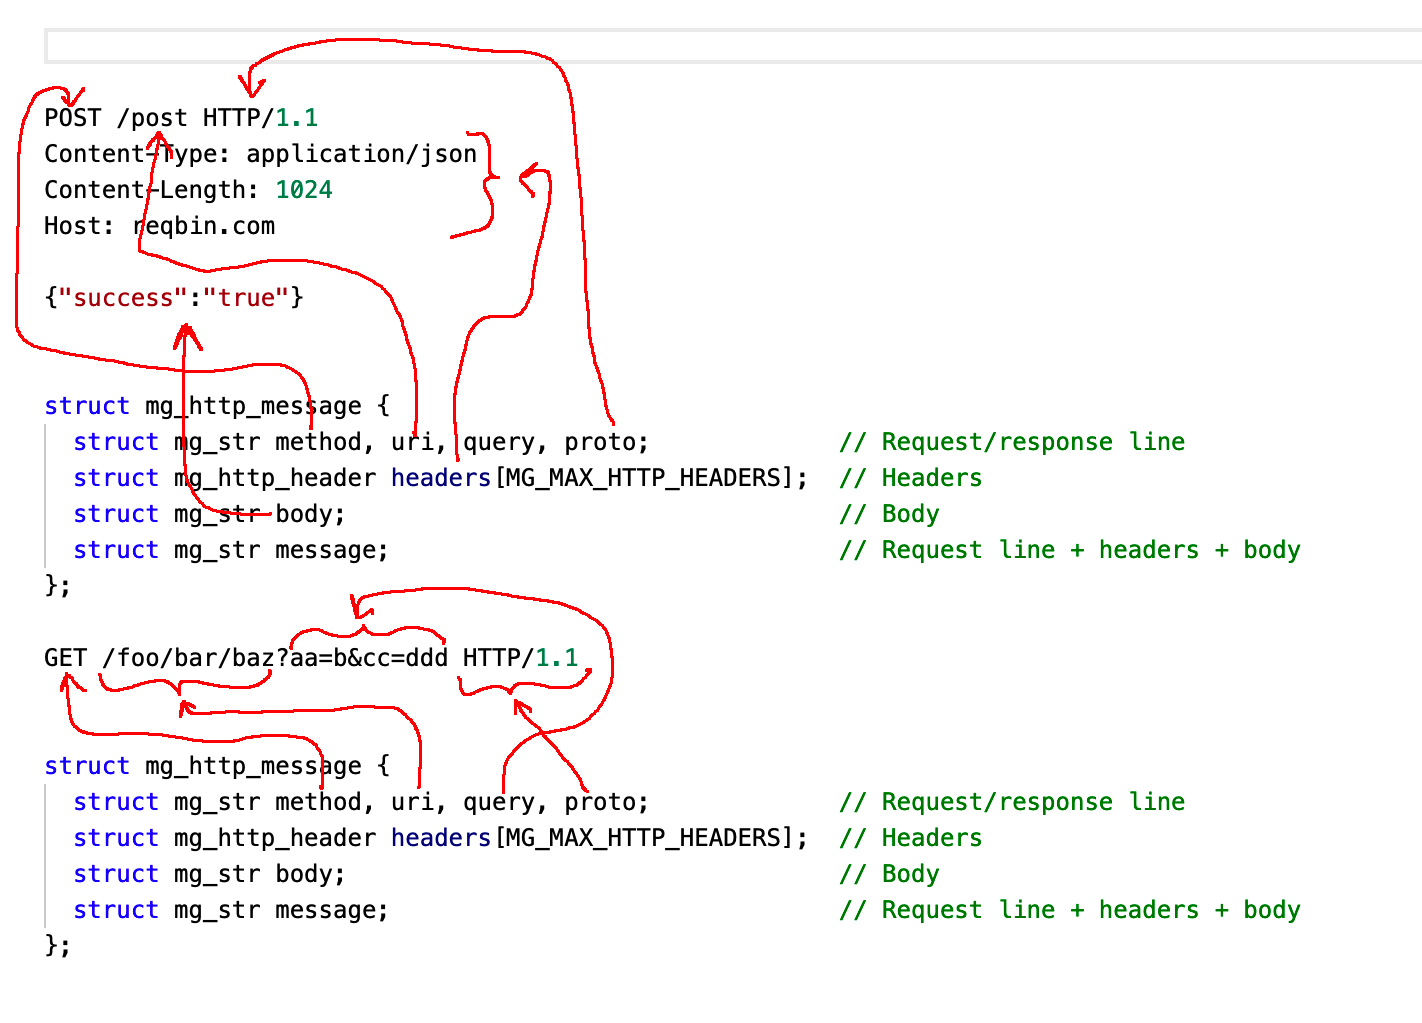 POST /post HTTP/1.1
Content-Type: application/json
Content-Length: 1024
Host: reqbin.com
{"success":"true"}
struct mg_http_message {
struct mg_str method, uri, query, proto; // Request/response line
struct mg_http_header headers[MG_MAX_HTTP_HEADERS]; // Headers
struct mg_str body; // Body
struct mg_str message; // Request line + headers + body
};
GET /foo/bar/baz?aa=b&cc=ddd HTTP/1.1
struct mg_http_message {
struct mg_str method, uri, query, proto; // Request/response line
struct mg_http_header headers[MG_MAX_HTTP_HEADERS]; // Headers
struct mg_str body; // Body
struct mg_str message; // Request line + headers + body
};